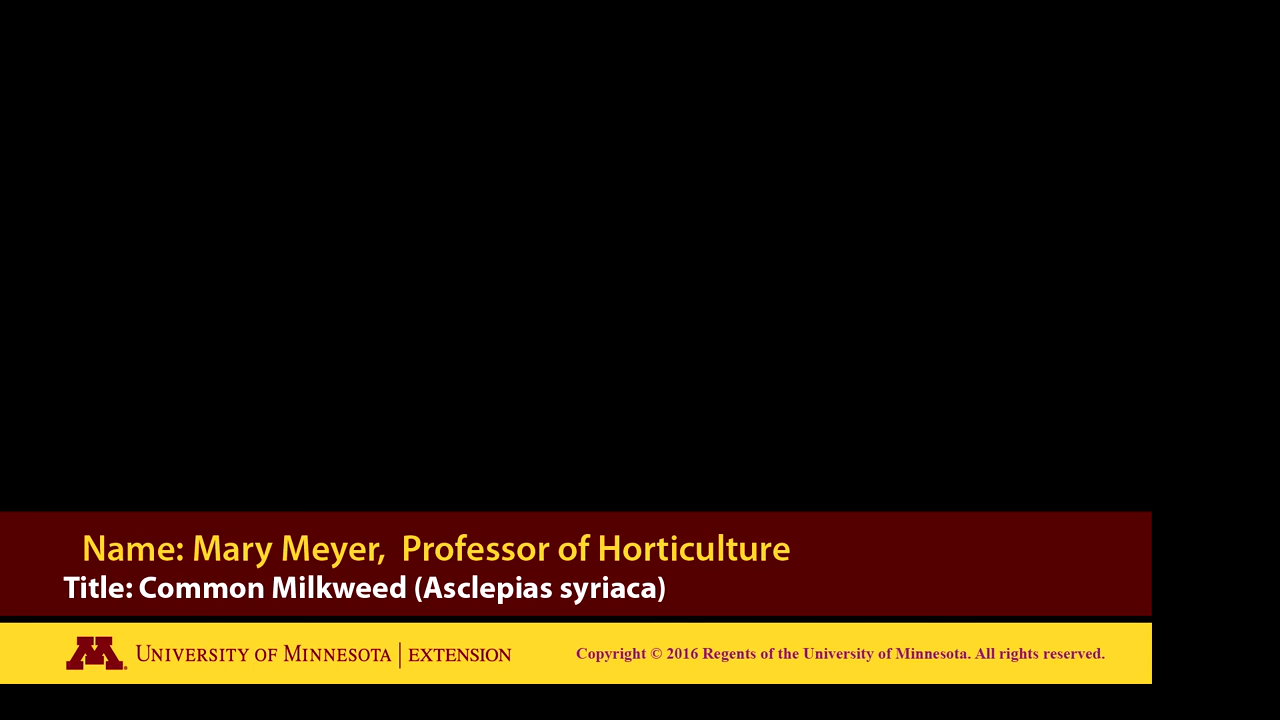 Name: Mary Meyer,  Professor of Horticulture
Title: Common Milkweed (Asclepias syriaca)
M® UNIVERSITY OF MINNESOTA | EXTENSION
Copyright © 2016 Regents of the University of Minnesota. All rights reserved.